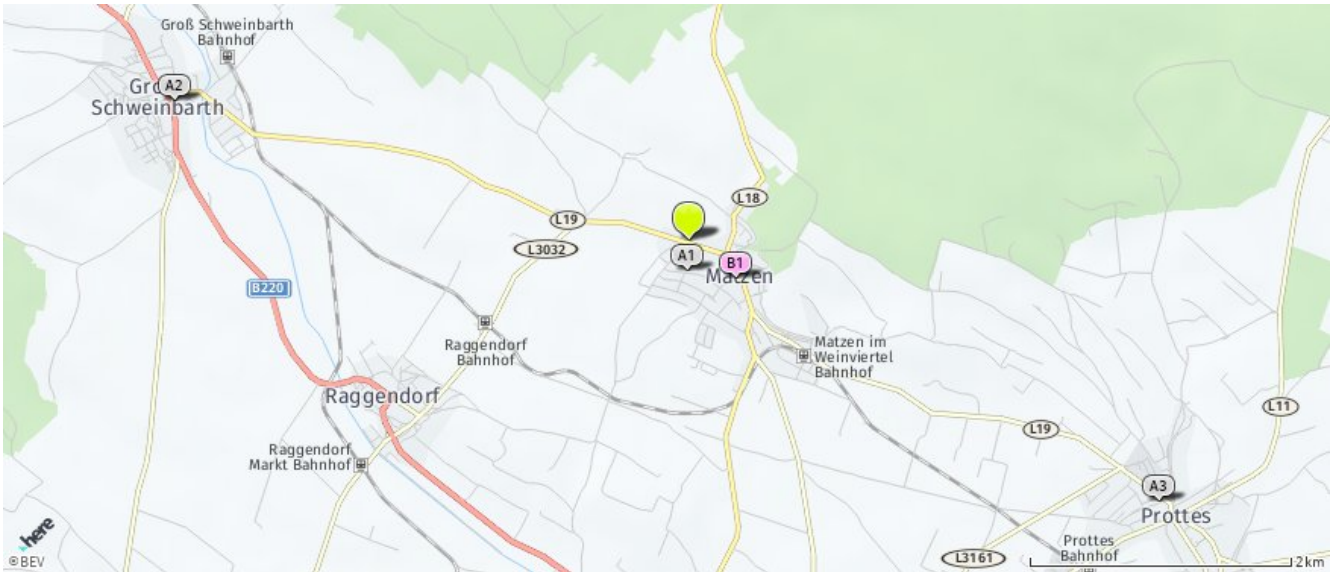 Groß Schweinbarth
Bahnhof
A2
Schweinbarth
L18
L19
L3032
A1
B1
Matzen
B220
Raggendorf
Bahnhof
Matzen im
Weinviertel
Bahnhof
Raggendorf
L11
L19
Raggendorf
Markt Bahnhof
A3
Prottes
Prottes
Bahnhof
L3161
2km
here
©BEV